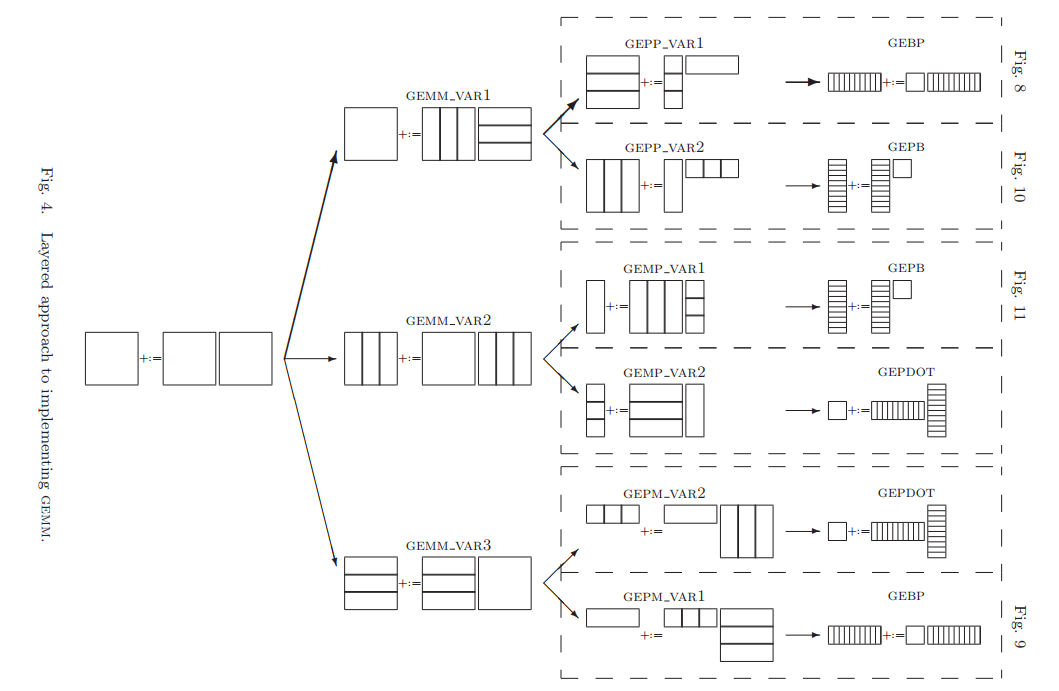 GEPP_VAR1
GEBP
+:=
+:=
Fig. 8
GEMM_VAR1
+:=
GEPP_VAR2
GEPB
+:=
+:=
Fig. 10
GEMP_VAR1
GEPB
+:=
+:=
Fig. 11
GEMM_VAR2
+:=
+:=
GEMP_VAR2
GEPDOT
+:=
+:=
GEPM_VAR2
GEPDOT
+:=
+:=
GEMM_VAR3
+:=
GEPM_VAR1
GEBP
+:=
+:=
Fig. 9
Fig. 4. Layered approach to implementing GEMM.